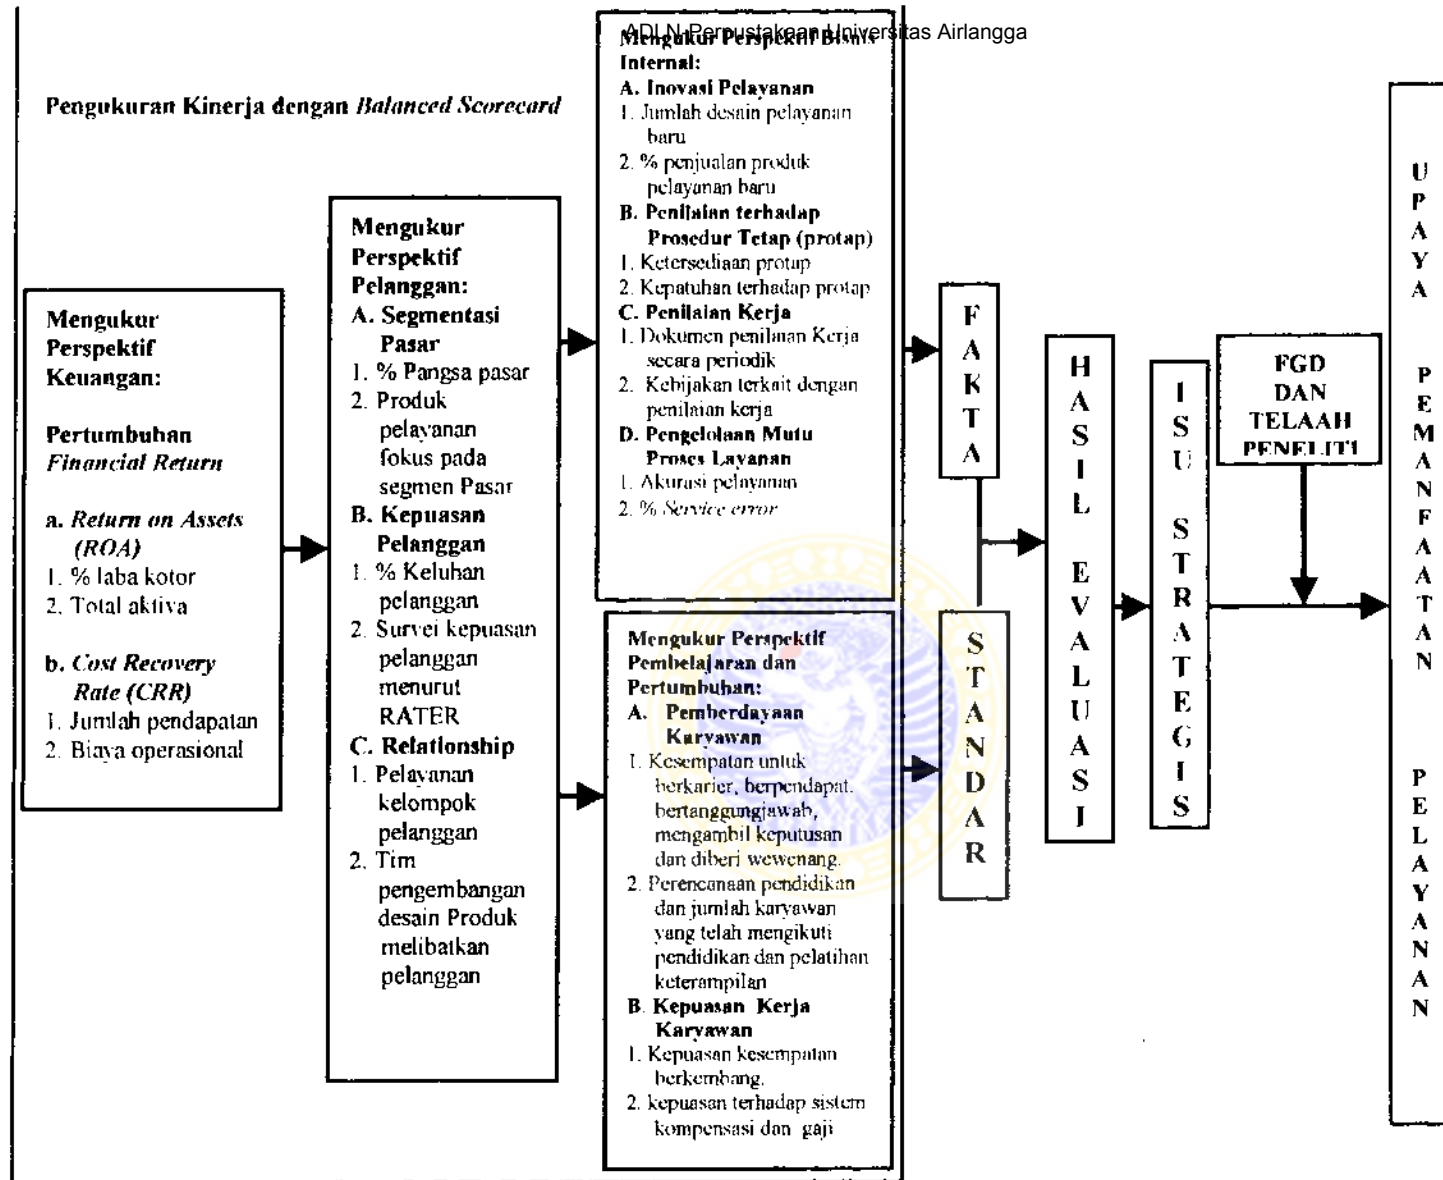 ADLN-Perpustakaan Universitas Airlangga
Pengukuran Kinerja dengan Balanced Scorecard
Mengukur
Perspektif
Keuangan:
Pertumbuhan
Financial Return
a. Return on Assets
(ROA)
1. % laba kotor
2. Total aktiva
b. Cost Recovery
Rate (CRR)
1. Jumlah pendapatan
2. Biaya operasional
Mengukur
Perspektif
Pelanggan:
A. Segmentasi
Pasar
1. % Pangsa pasar
2. Produk
pelayanan
fokus pada
segmen Pasar
B. Kepuasan
Pelanggan
1. % Keluhan
pelanggan
2. Survei kepuasan
pelanggan
menurut
RATER
C. Relationship
1. Pelayanan
kelompok
pelanggan
2. Tim
pengembangan
desain Produk
melibatkan
pelanggan
Mengukur Perspektif Bisnis
Internal:
A. Inovasi Pelayanan
1. Jumlah desain pelayanan
baru
2. % penjualan produk
pelayanan baru
B. Penilaian terhadap
Prosedur Tetap (protap)
1. Ketersediaan protap
2. Kepatuhan terhadap protap
C. Penilaian Kerja
1. Dokumen penilaian Kerja
secara periodik
2. Kebijakan terkait dengan
penilaian kerja
D. Pengelolaan Mutu
Proses Layanan
1. Akurasi pelayanan
2. % Service error
Mengukur Perspektif
Pembelajaran dan
Pertumbuhan:
A. Pemberdayaan
Karyawan
1. Kesempatan untuk
berkarier, berpendapat.
bertanggungjawab,
mengambil keputusan
dan diberi wewenang.
2. Perencanaan pendidikan
dan jumlah karyawan
yang telah mengikuti
pendidikan dan pelatihan
keterampilan
B. Kepuasan Kerja
Karyawan
1. Kepuasan kesempatan
berkembang.
2. kepuasan terhadap sistem
kompensasi dan gaji
FAKTA
STANDAR
HASIL EVALUASI
ISU STRATEGIS
FGD
DAN
TELAAH
PENELITI
UPAYA PEMANFAATAN PELAYANAN